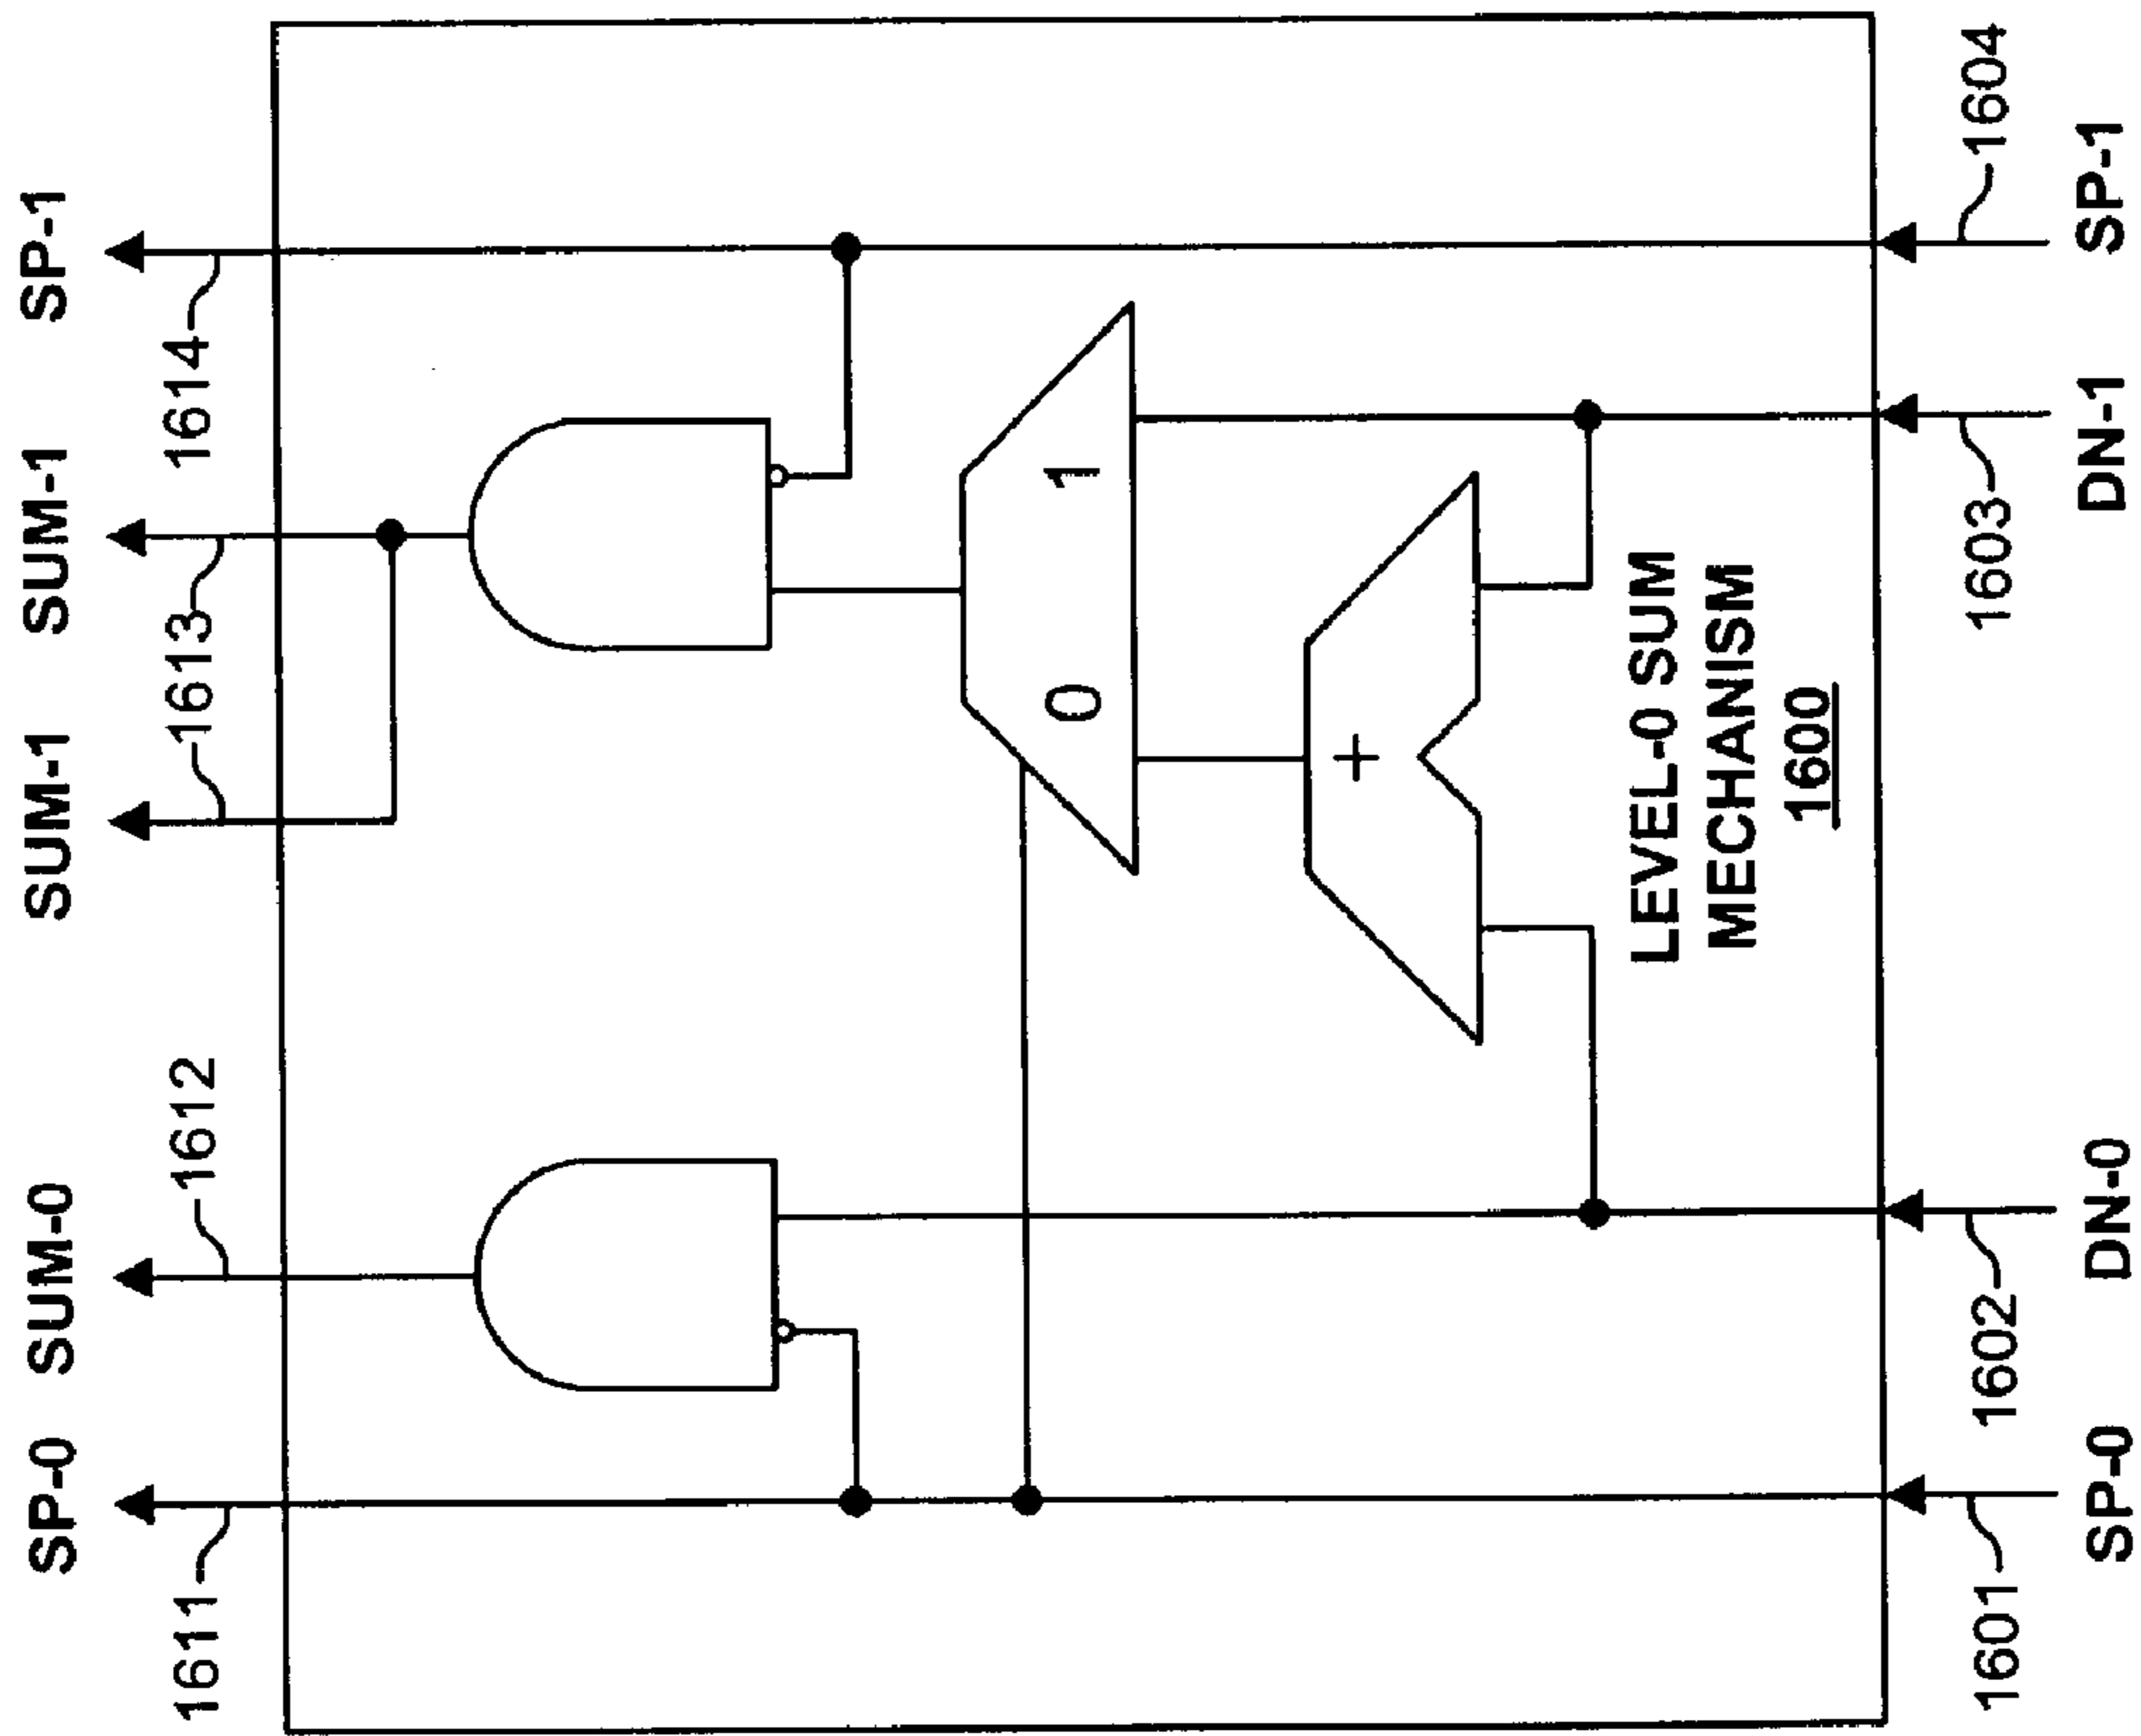 SP-0 SUM-0 SUM-1 SUM-1 SP-1
1611 1612 1613 1614
0 1
+
LEVEL-0 SUM
MECHANISM
1600
1601 1602 1603 1604
SP-0 DN-0 DN-1 SP-1